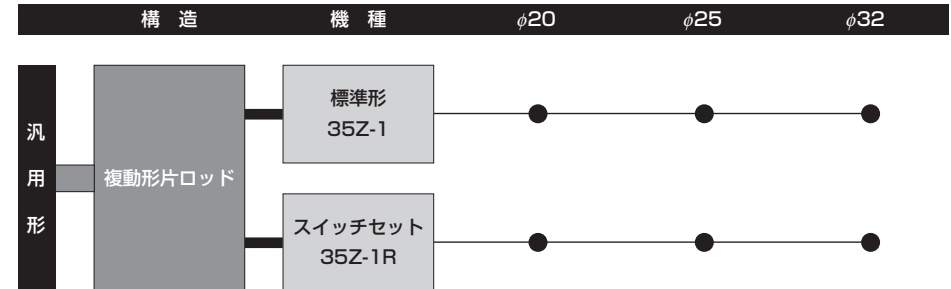 構 造 機 種 φ20 φ25 φ32
汎用形
複動形片ロッド
標準形
35Z-1
スイッチセット
35Z-1R